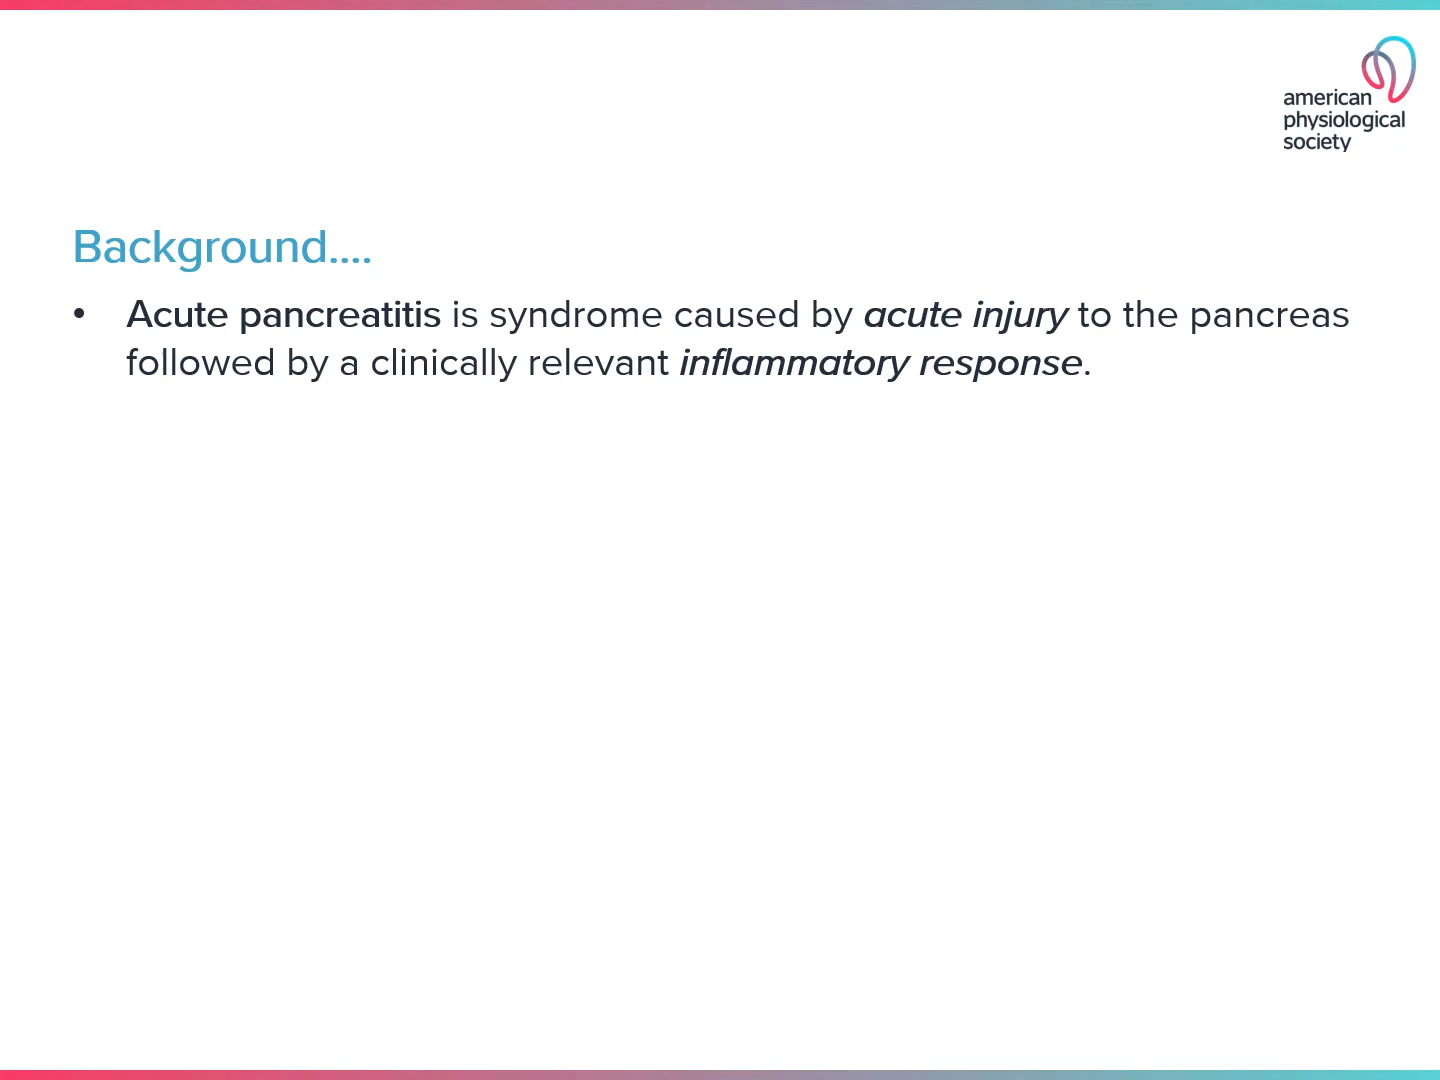 american
physiological
society
Background....
• Acute pancreatitis is syndrome caused by acute injury to the pancreas
followed by a clinically relevant inflammatory response.